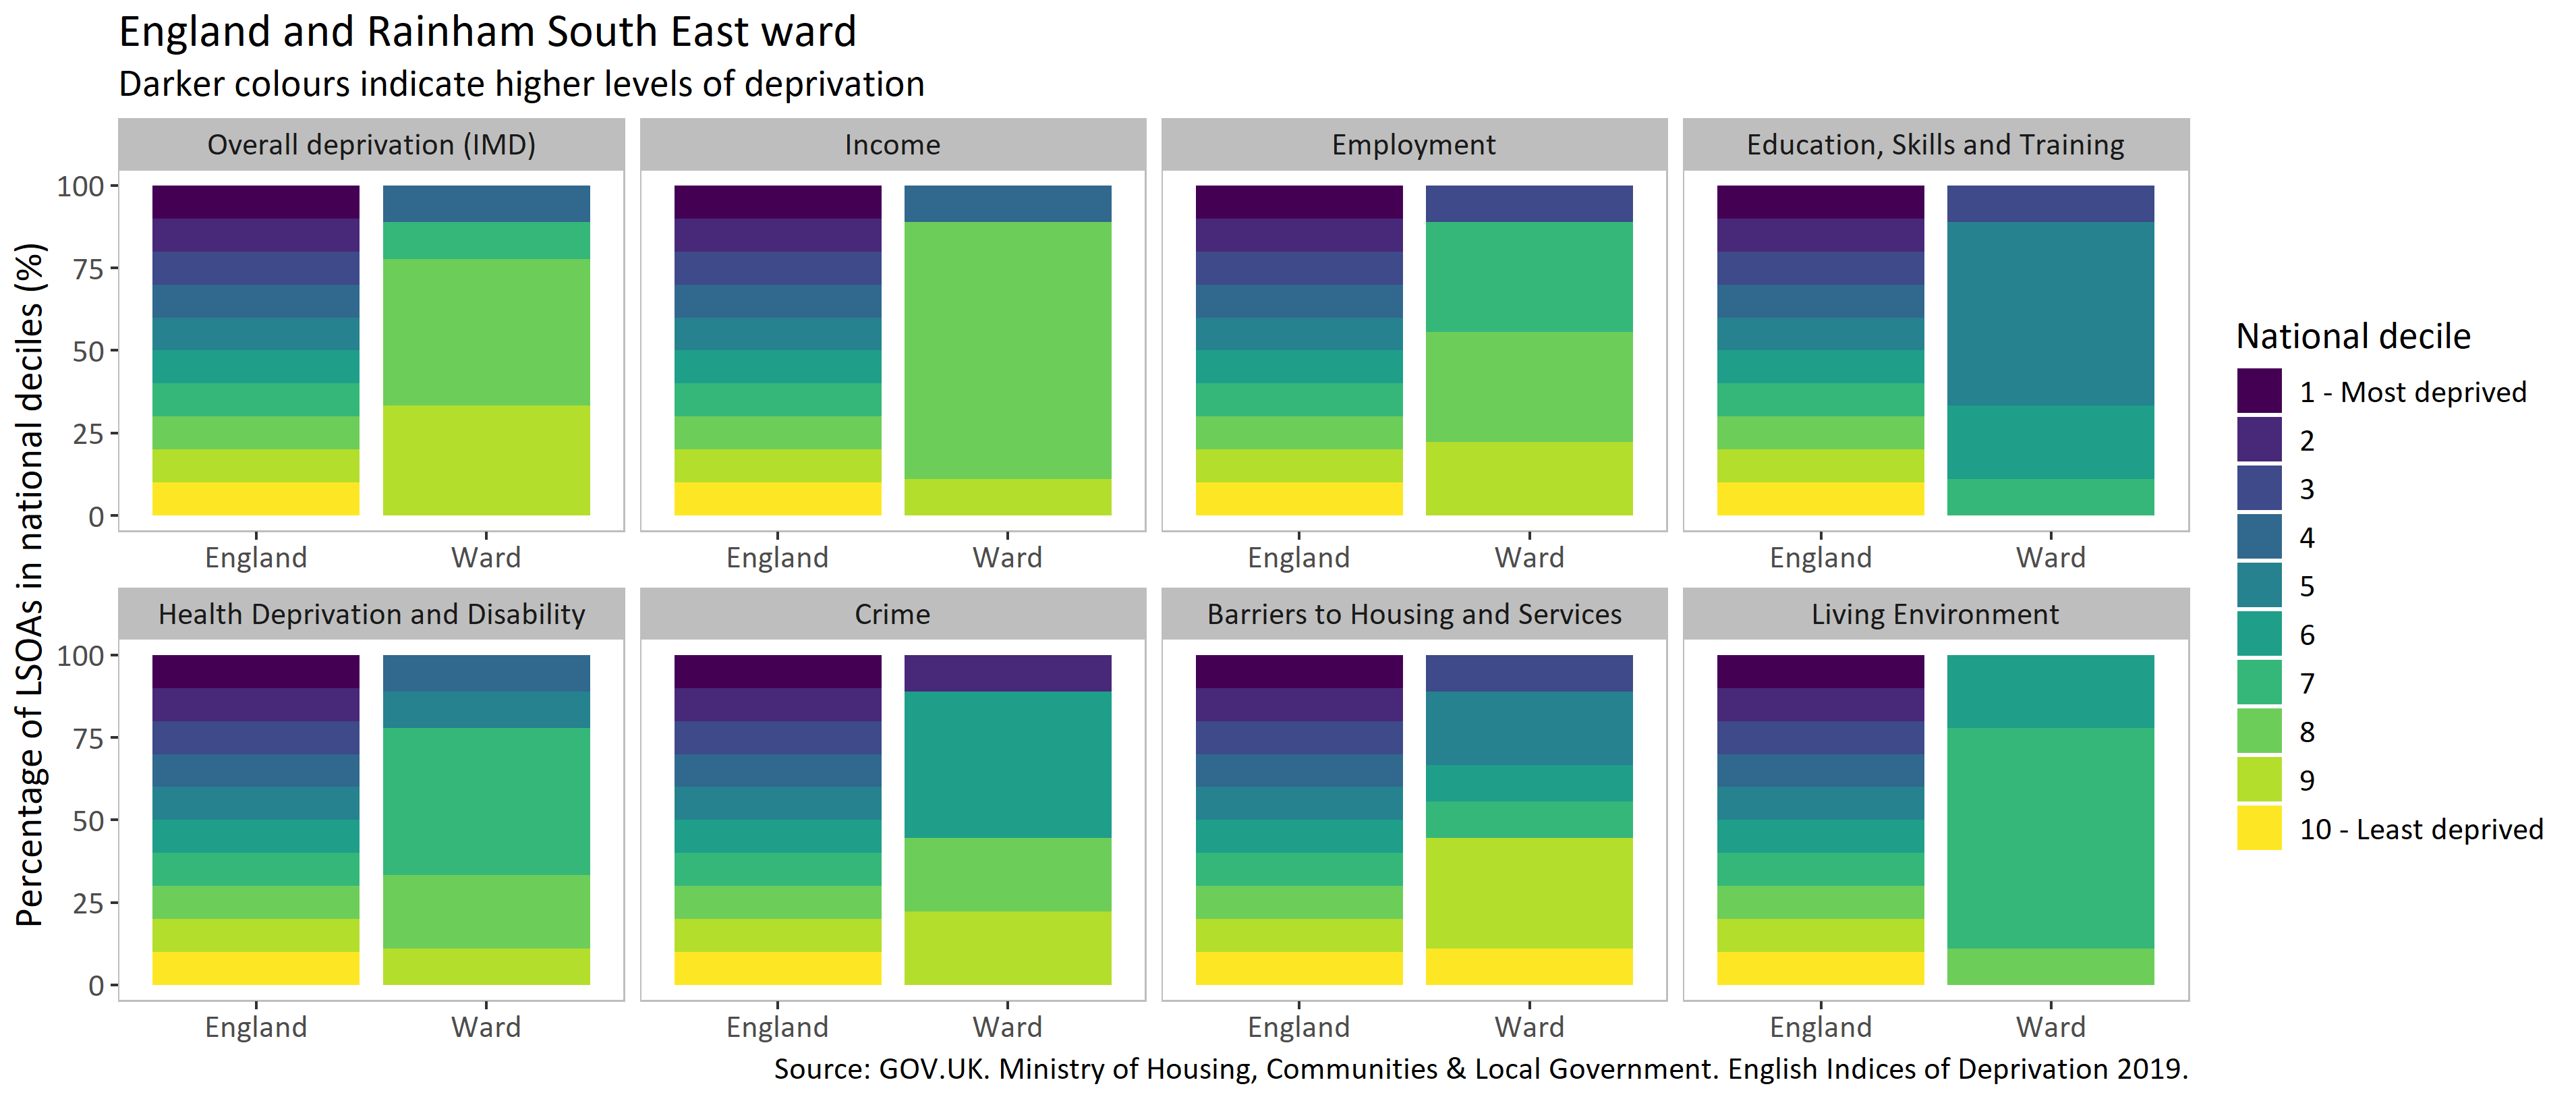 England and Rainham South East ward
Darker colours indicate higher levels of deprivation
Percentage of LSOAs in national deciles (%)
Overall deprivation (IMD)
Income
Employment
Education, Skills and Training
100
75
50
25
0
England
Ward
England
Ward
England
Ward
England
Ward
Health Deprivation and Disability
Crime
Barriers to Housing and Services
Living Environment
100
75
50
25
0
England
Ward
England
Ward
England
Ward
England
Ward
National decile
1 - Most deprived
2
3
4
5
6
7
8
9
10 - Least deprived
Source: GOV.UK. Ministry of Housing, Communities & Local Government. English Indices of Deprivation 2019.